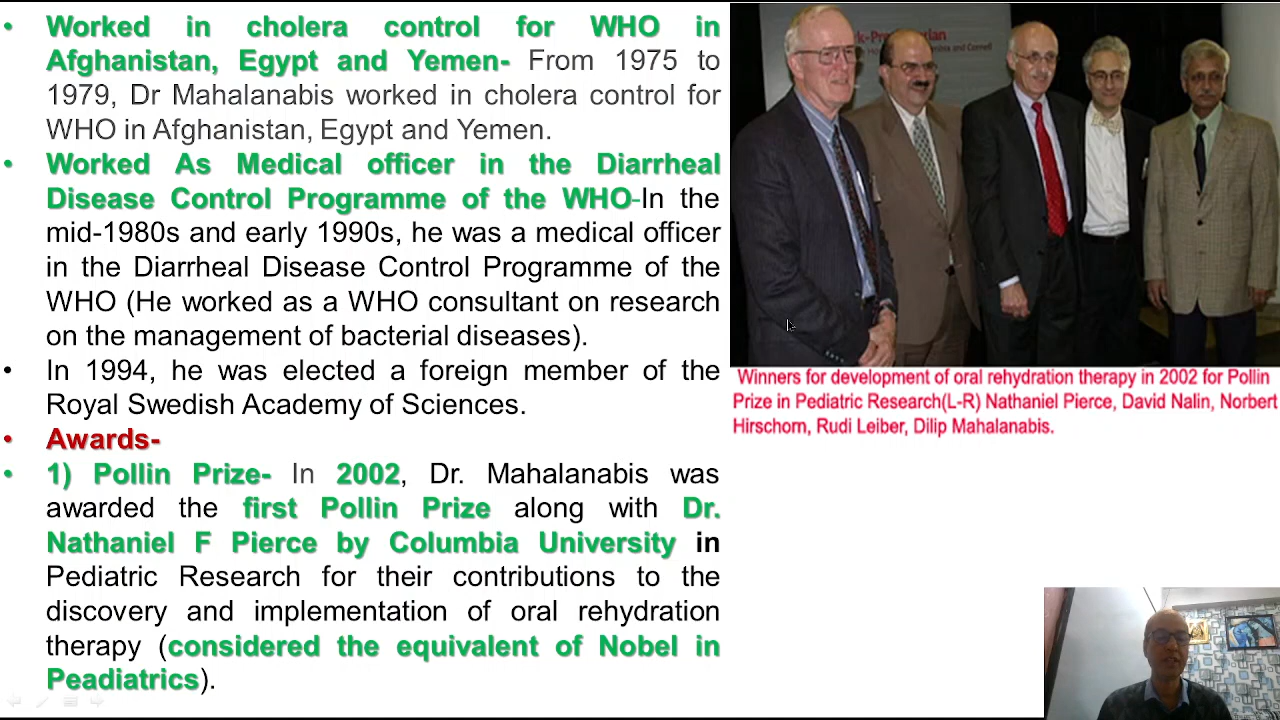 • Worked in cholera control for WHO in
Afghanistan, Egypt and Yemen- From 1975 to
1979, Dr Mahalanabis worked in cholera control for
WHO in Afghanistan, Egypt and Yemen.
• Worked As Medical officer in the Diarrheal
Disease Control Programme of the WHO-In the
mid-1980s and early 1990s, he was a medical officer
in the Diarrheal Disease Control Programme of the
WHO (He worked as a WHO consultant on research
on the management of bacterial diseases).
• In 1994, he was elected a foreign member of the
Royal Swedish Academy of Sciences.
• Awards-
• 1) Pollin Prize- In 2002, Dr. Mahalanabis was
awarded the first Pollin Prize along with Dr.
Nathaniel F Pierce by Columbia University in
Pediatric Research for their contributions to the
discovery and implementation of oral rehydration
therapy (considered the equivalent of Nobel in
Peadiatrics).
and Cornell
Winners for development of oral rehydration therapy in 2002 for Pollin
Prize in Pediatric Research(L-R) Nathaniel Pierce, David Nalin, Norbert
Hirschorn, Rudi Leiber, Dilip Mahalanabis.